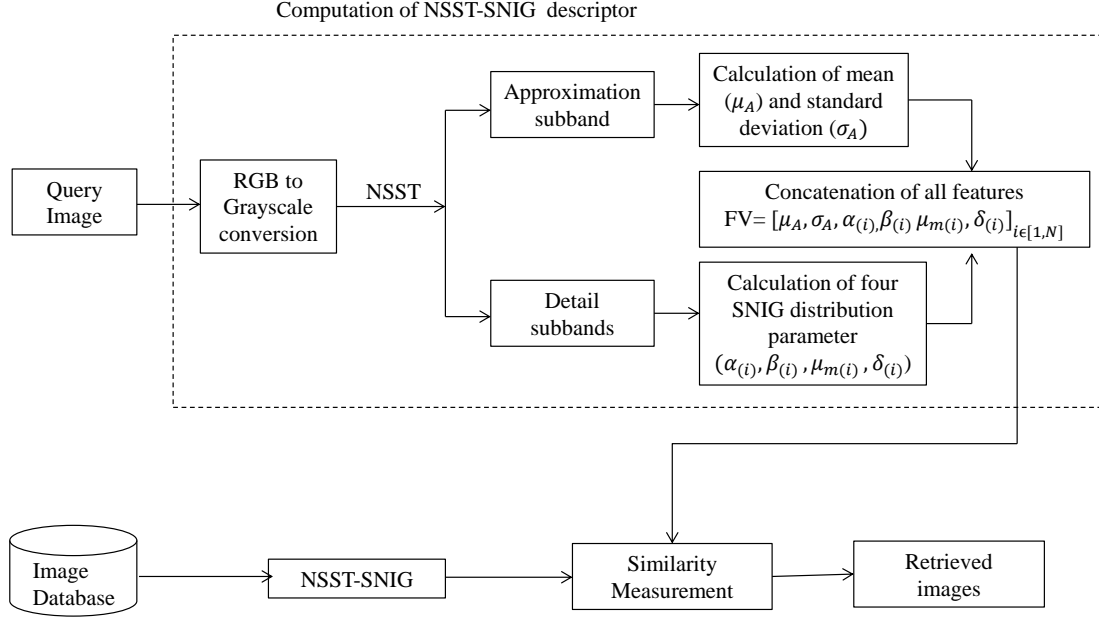 Computation of NSST-SNIG descriptor
Query
Image
RGB to
Grayscale
conversion
NSST
Approximation
subband
Calculation of mean
(μ_A) and standard
deviation (σ_A)
Detail
subbands
Calculation of four
SNIG distribution
parameter
(α_(i), β_(i) , μ_m(i) , δ_(i))
Concatenation of all features
FV= [μ_A, σ_A, α_(i), β_(i) μ_m(i), δ_(i)]_iϵ[1,N]
Image
Database
NSST-SNIG
Similarity
Measurement
Retrieved
images